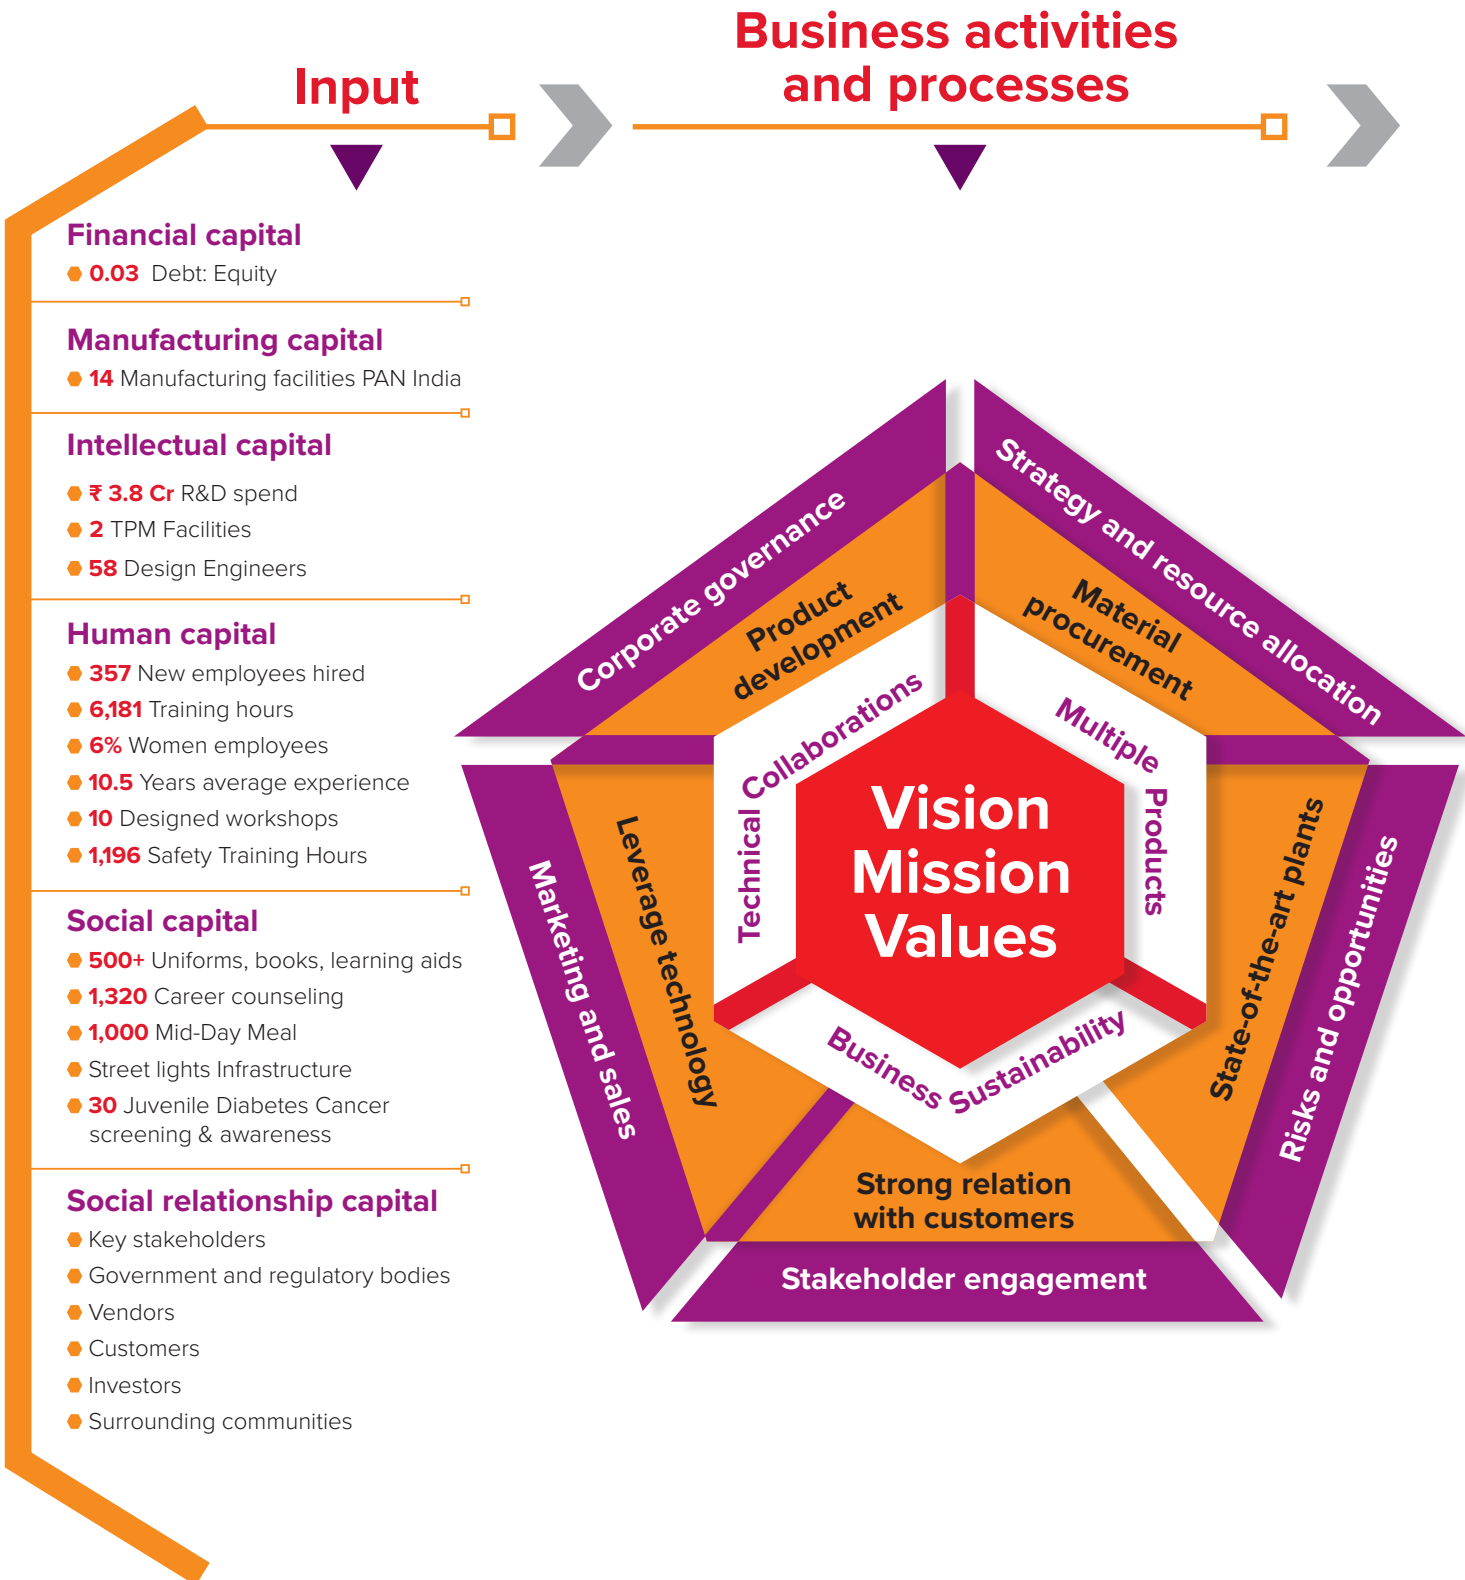 Input
Business activities
and processes
Financial capital
0.03 Debt: Equity
Manufacturing capital
14 Manufacturing facilities PAN India
Intellectual capital
₹ 3.8 Cr R&D spend
2 TPM Facilities
58 Design Engineers
Human capital
357 New employees hired
6,181 Training hours
6% Women employees
10.5 Years average experience
10 Designed workshops
1,196 Safety Training Hours
Social capital
500+ Uniforms, books, learning aids
1,320 Career counseling
1,000 Mid-Day Meal
Street lights Infrastructure
30 Juvenile Diabetes Cancer
screening & awareness
Social relationship capital
Key stakeholders
Government and regulatory bodies
Vendors
Customers
Investors
Surrounding communities
Corporate governance
Strategy and resource allocation
Risks and opportunities
Stakeholder engagement
Marketing and sales
Product
development
Material
procurement
State-of-the-art plants
Strong relation
with customers
Leverage technology
Technical Collaborations
Multiple Products
Business Sustainability
Vision
Mission
Values